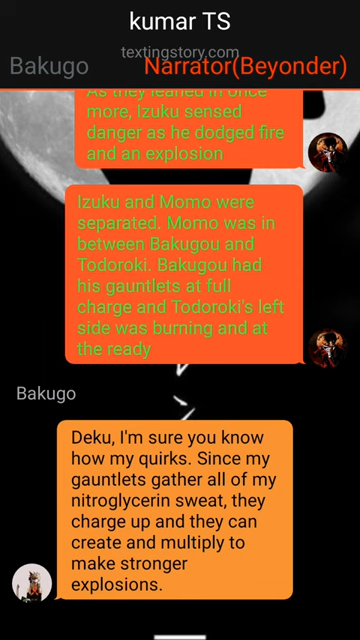 kumar TS
textingstory.com
Bakugo
Narrator(Beyonder)
As they leaned in once
more, Izuku sensed
danger as he dodged fire
and an explosion
Izuku and Momo were
separated. Momo was in
between Bakugou and
Todoroki. Bakugou had
his gauntlets at full
charge and Todoroki's left
side was burning and at
the ready
Bakugo
Deku, I'm sure you know
how my quirks. Since my
gauntlets gather all of my
nitroglycerin sweat, they
charge up and they can
create and multiply to
make stronger
explosions.